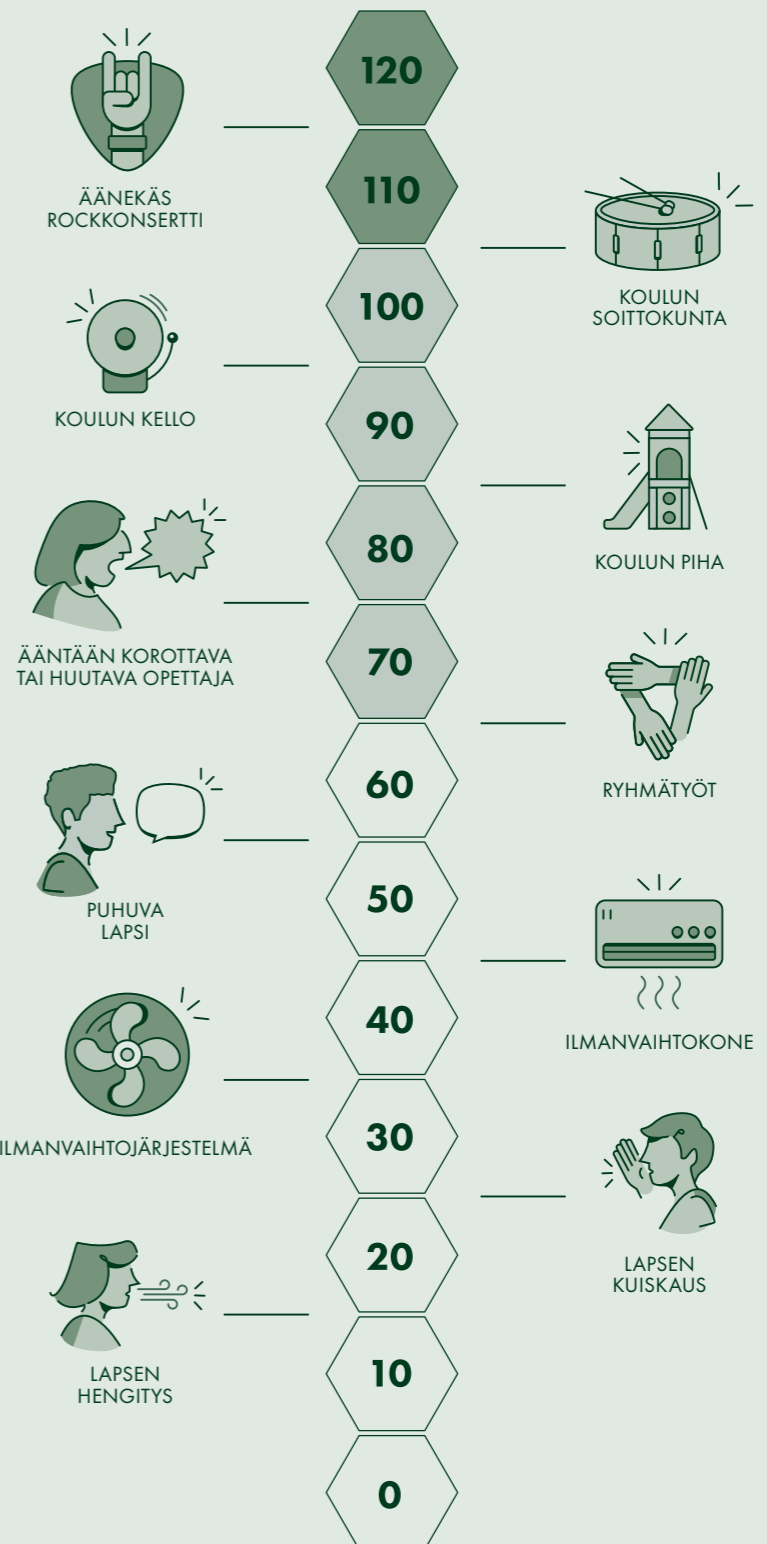 120
110
ÄÄNEKÄS
ROCKKONSERTTI
100
KOULUN
SOITTOKUNTA
KOULUN KELLO
90
80
KOULUN PIHA
ÄÄNTÄÄN KOROTTAVA
TAI HUUTAVA OPETTAJA
70
60
RYHMÄTYÖT
PUHUVA
LAPSI
50
40
ILMANVAIHTOKONE
ILMANVAIHTOJÄRJESTELMÄ
30
20
LAPSEN
KUISKAUS
LAPSEN
HENGITYS
10
0